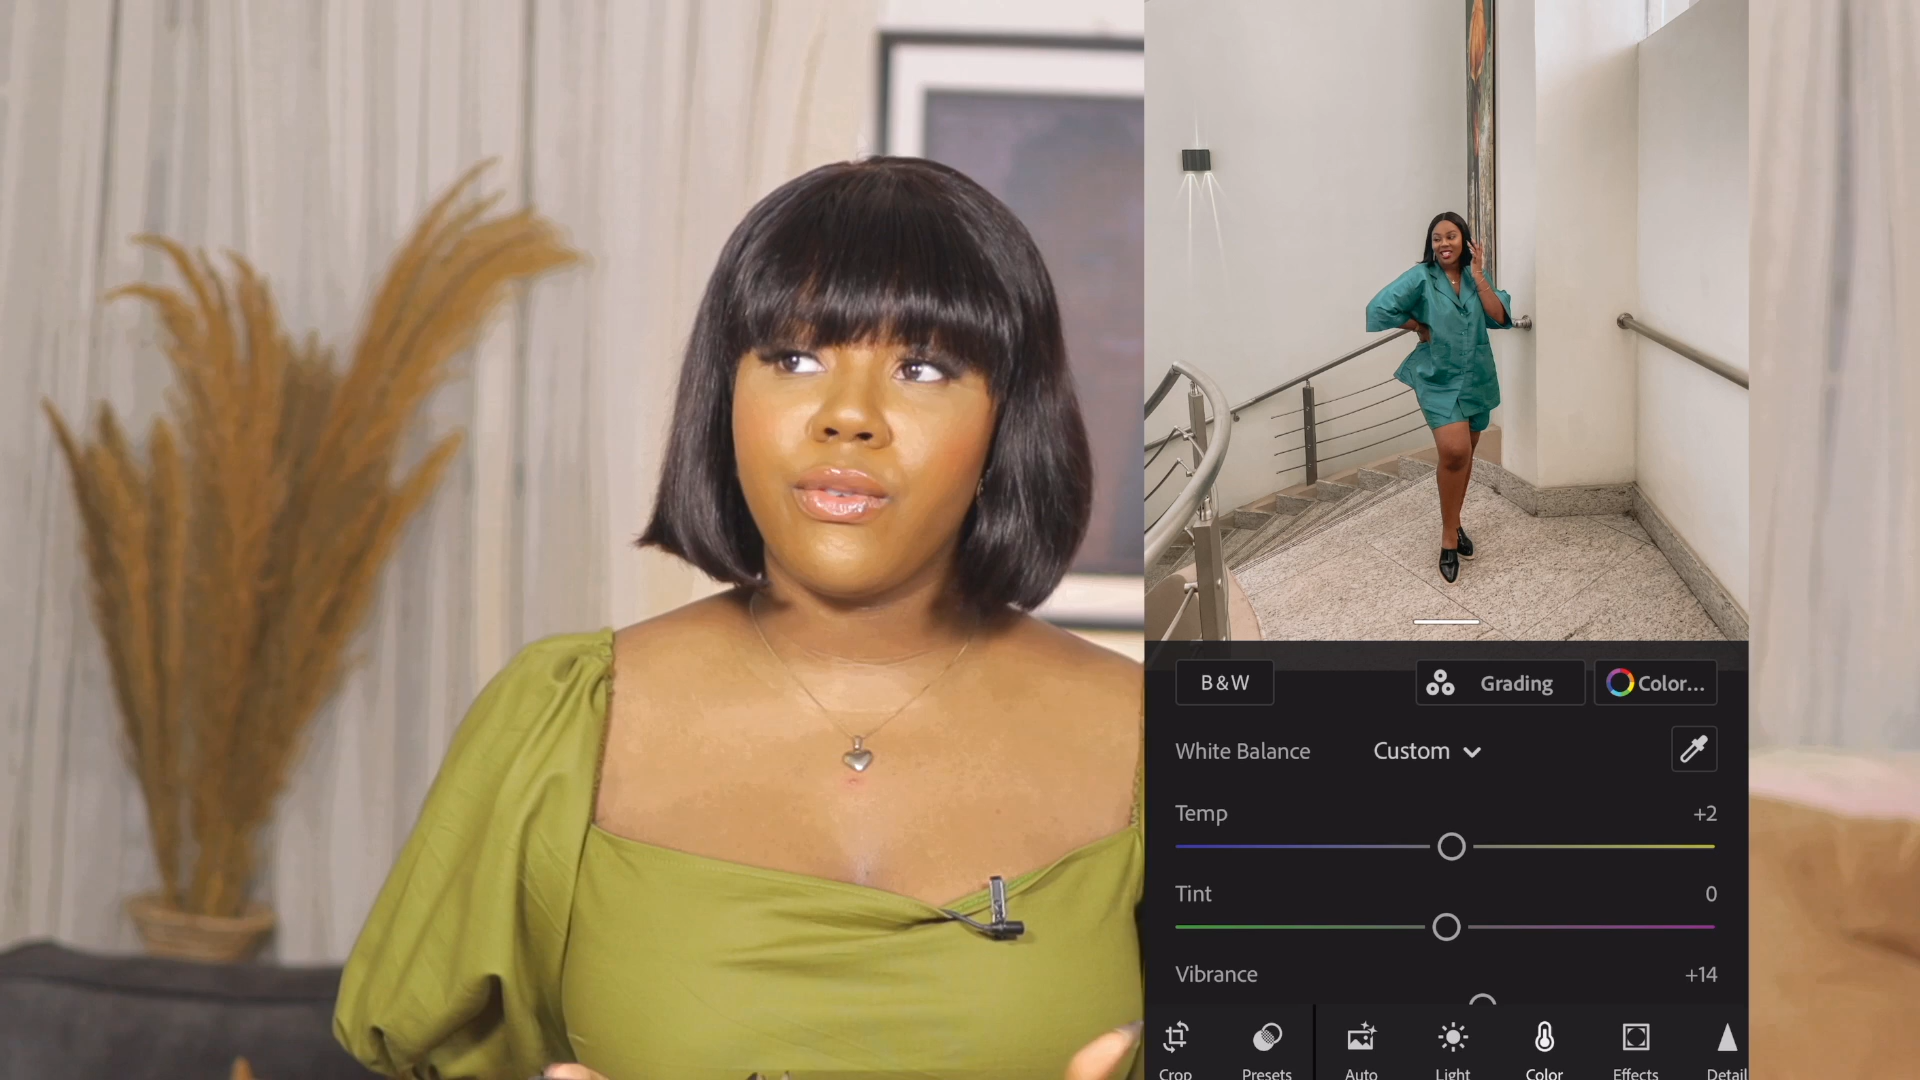 B&W
Grading
Color...
White Balance
Custom
Temp
+2
Tint
0
Vibrance
+14
Crop
Presets
Auto
Light
Color
Effects
Detail